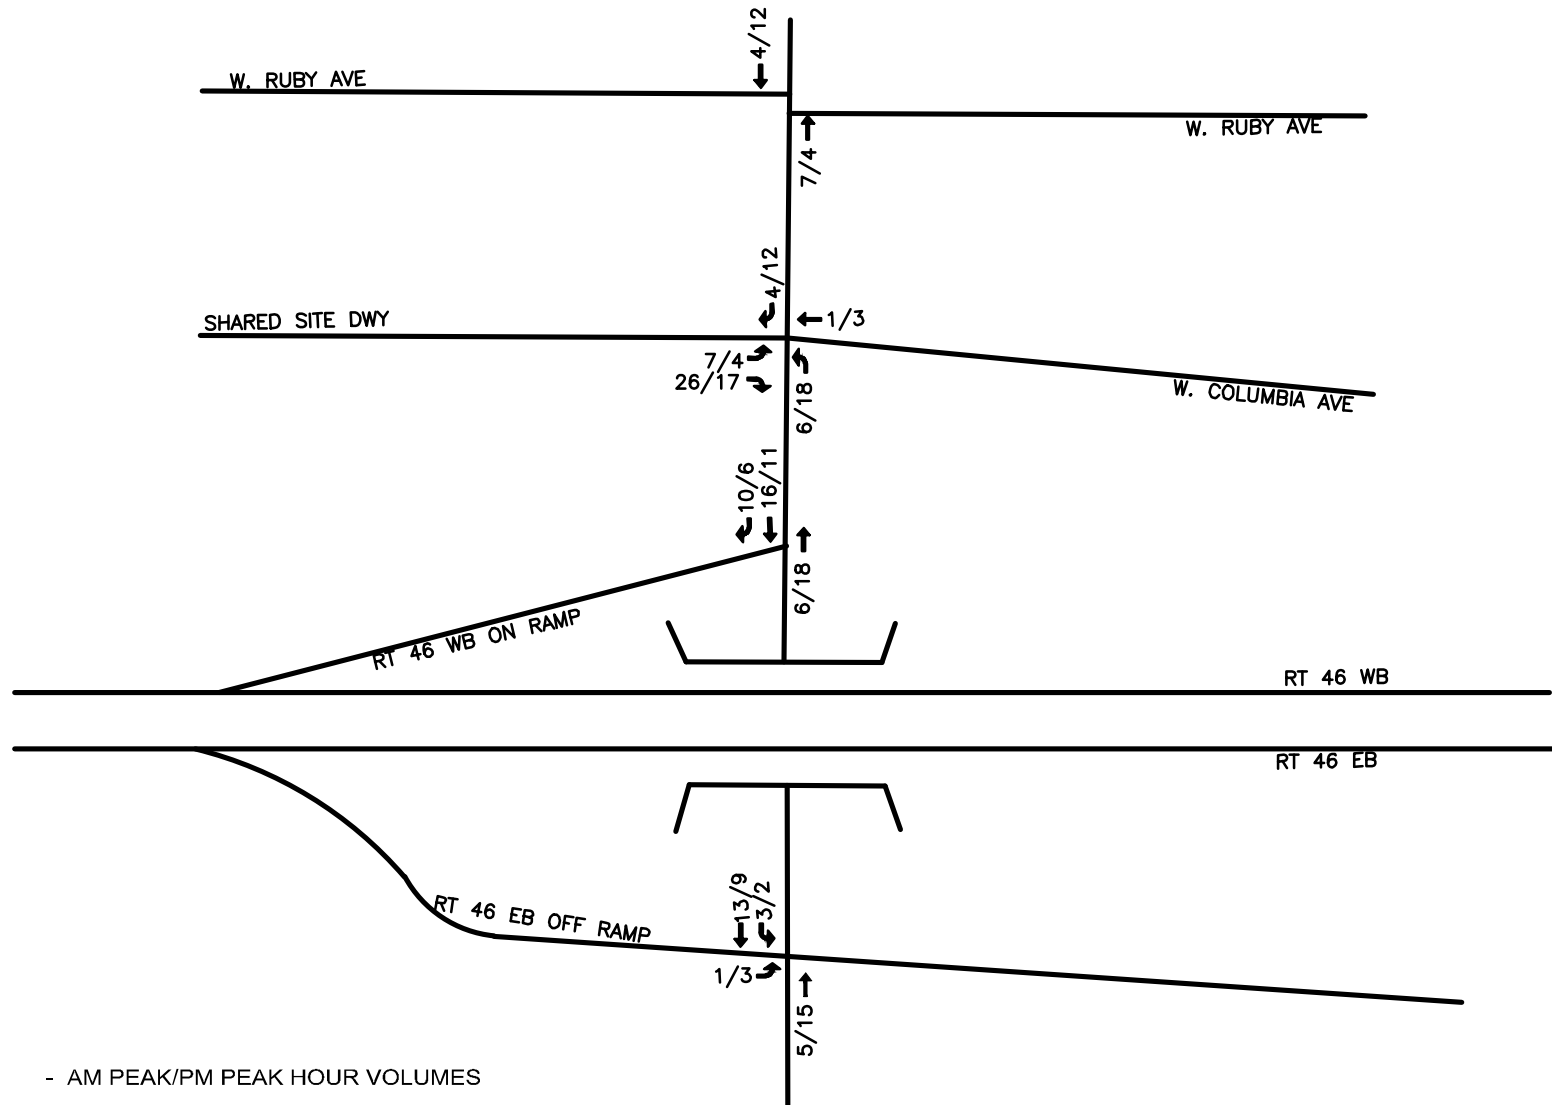 4/12
W. RUBY AVE
W. RUBY AVE
7/4
4/12
SHARED SITE DWY
1/3
7/4
26/17
6/18
W. COLUMBIA AVE
10/6
16/11
6/18
RT 46 WB ON RAMP
RT 46 WB
RT 46 EB
13/9
3/2
RT 46 EB OFF RAMP
1/3
5/15
- AM PEAK/PM PEAK HOUR VOLUMES